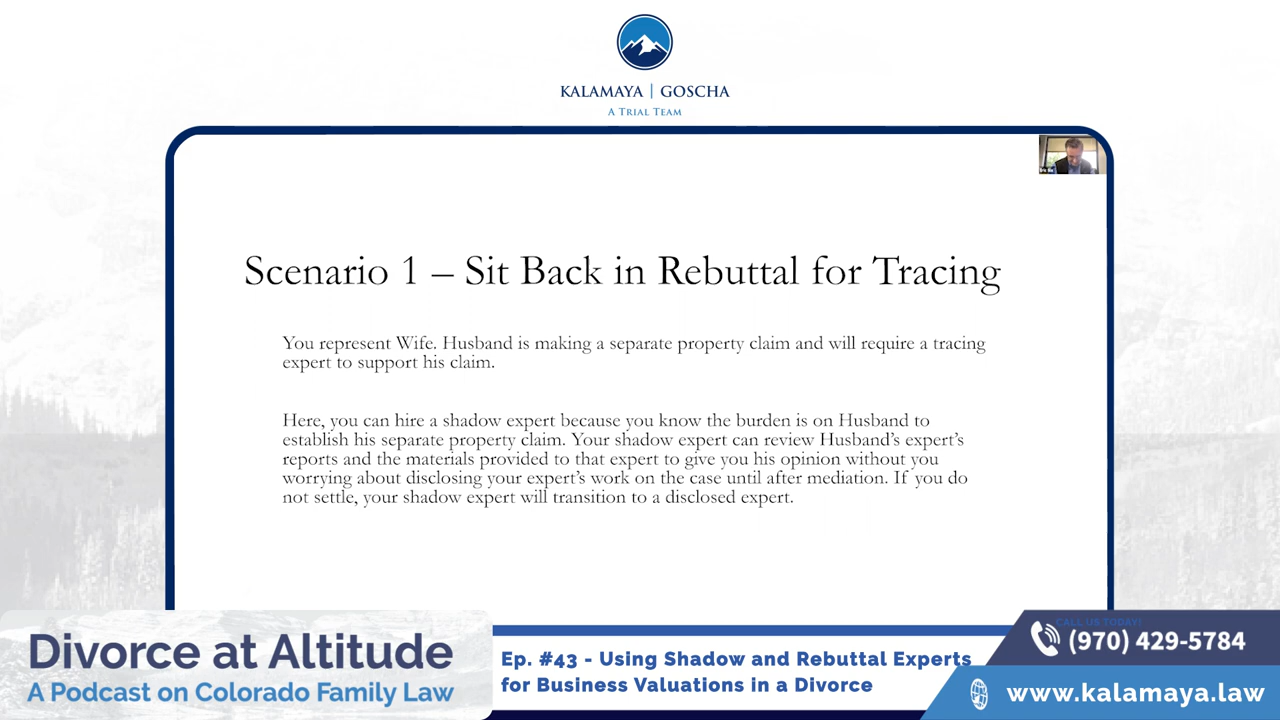 KALAMAYA | GOSCHA
A TRIAL TEAM
Scenario 1 – Sit Back in Rebuttal for Tracing
You represent Wife. Husband is making a separate property claim and will require a tracing
expert to support his claim.
Here, you can hire a shadow expert because you know the burden is on Husband to
establish his separate property claim. Your shadow expert can review Husband’s expert’s
reports and the materials provided to that expert to give you his opinion without you
worrying about disclosing your expert’s work on the case until after mediation. If you do
not settle, your shadow expert will transition to a disclosed expert.
Divorce at Altitude
A Podcast on Colorado Family Law
Ep. #43 - Using Shadow and Rebuttal Experts
for Business Valuations in a Divorce
CALL US TODAY!
(970) 429-5784
www.kalamaya.law